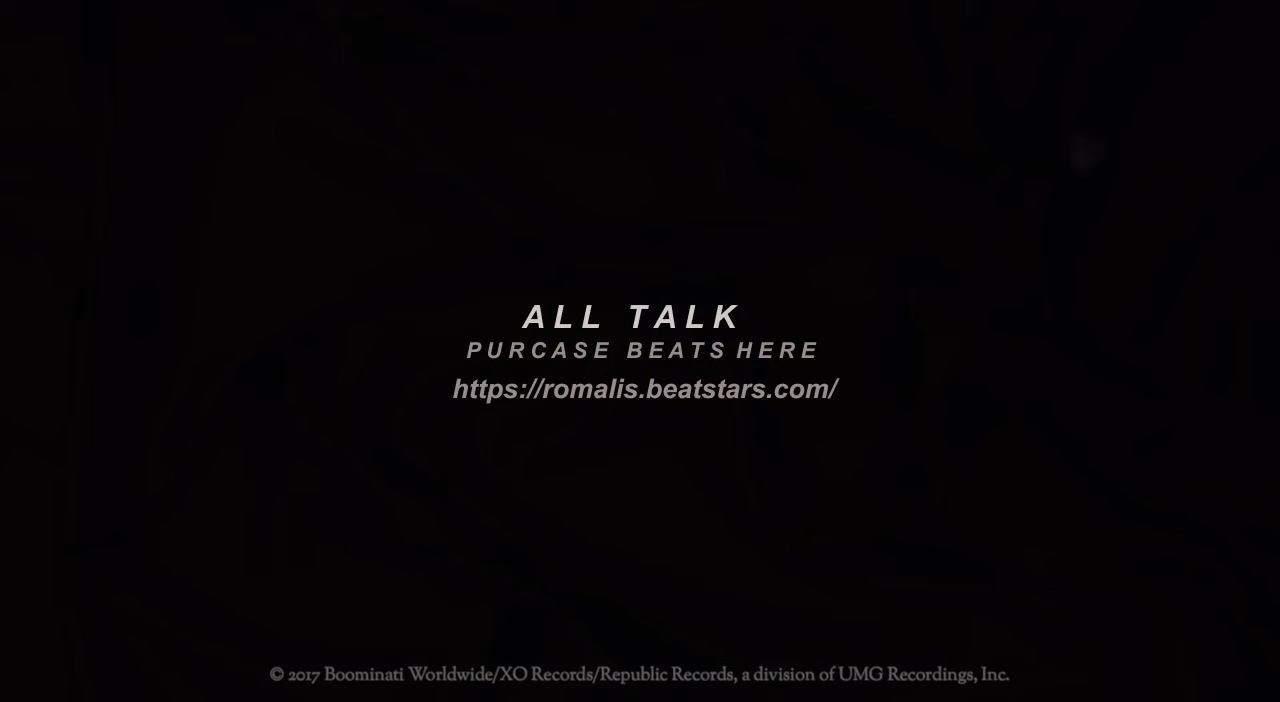 ALL TALK
PURCASE BEATS HERE
https://romalis.beatstars.com/
© 2017 Boominati Worldwide/XO Records/Republic Records, a division of UMG Recordings, Inc.